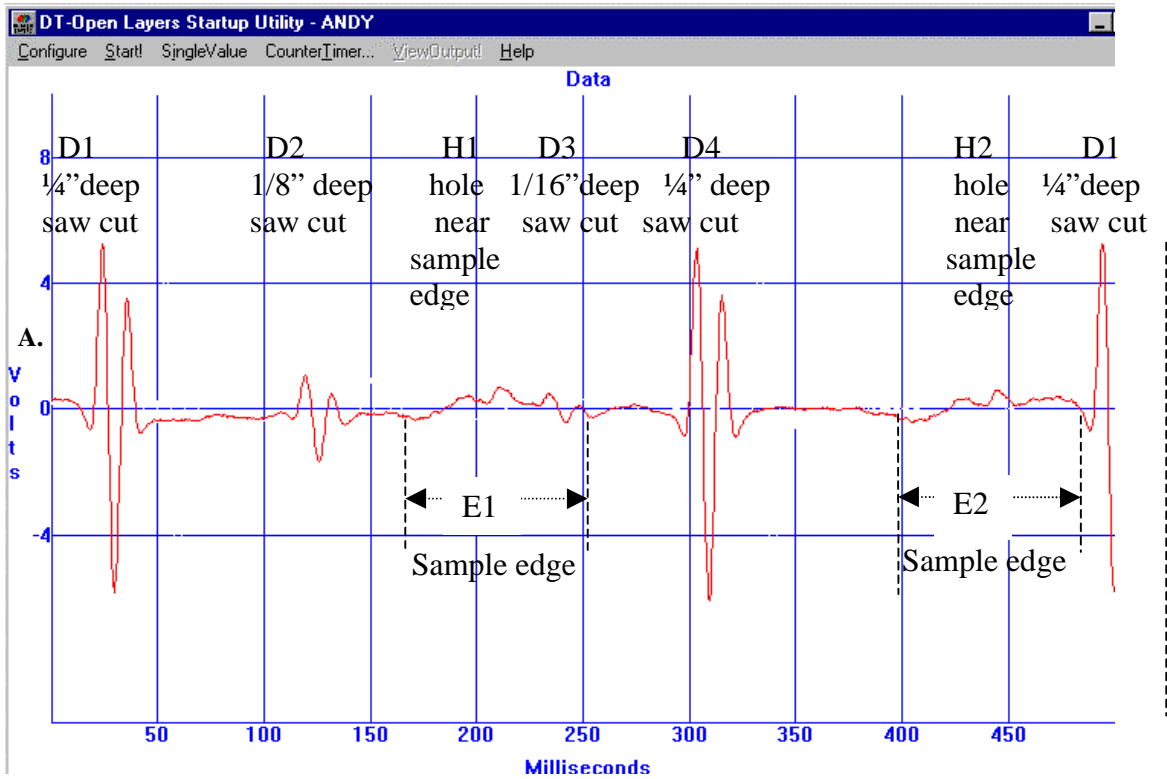 DT-Open Layers Startup Utility - ANDY
Configure Start! SingleValue CounterTimer... ViewOutput! Help
Data
D1 D2 H1 D3 D4 H2 D1
8
¼”deep 1/8” deep hole 1/16”deep ¼” deep hole ¼”deep
saw cut saw cut near saw cut saw cut near saw cut
sample sample
edge edge
4
A.
Volts
0
E1 E2
-4
Sample edge Sample edge
50 100 150 200 250 300 350 400 450
Milliseconds